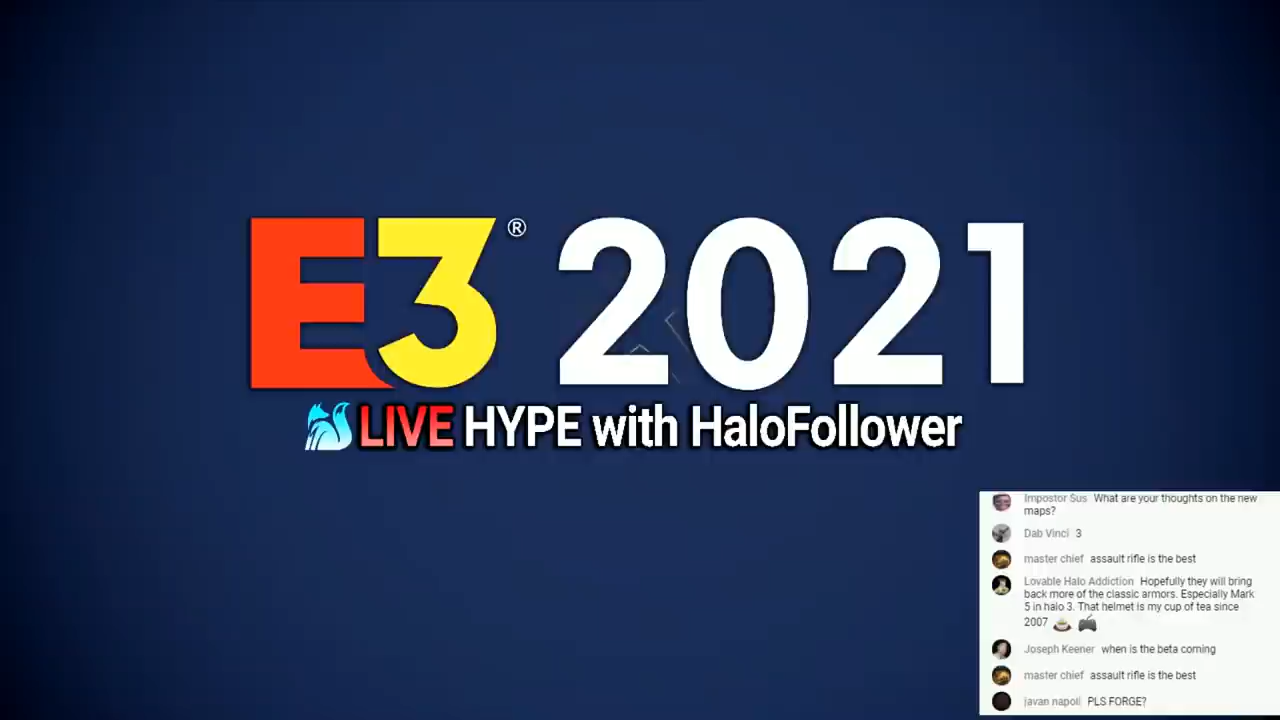 E3® 2021
LIVE HYPE with HaloFollower
Impostor Sus What are your thoughts on the new
maps?
Dab Vinci 3
master chief assault rifle is the best
Lovable Halo Addiction Hopefully they will bring
back more of the classic armors. Especially Mark
5 in halo 3. That helmet is my cup of tea since
2007
Joseph Keener when is the beta coming
master chief assault rifle is the best
javan napoli PLS FORGE?